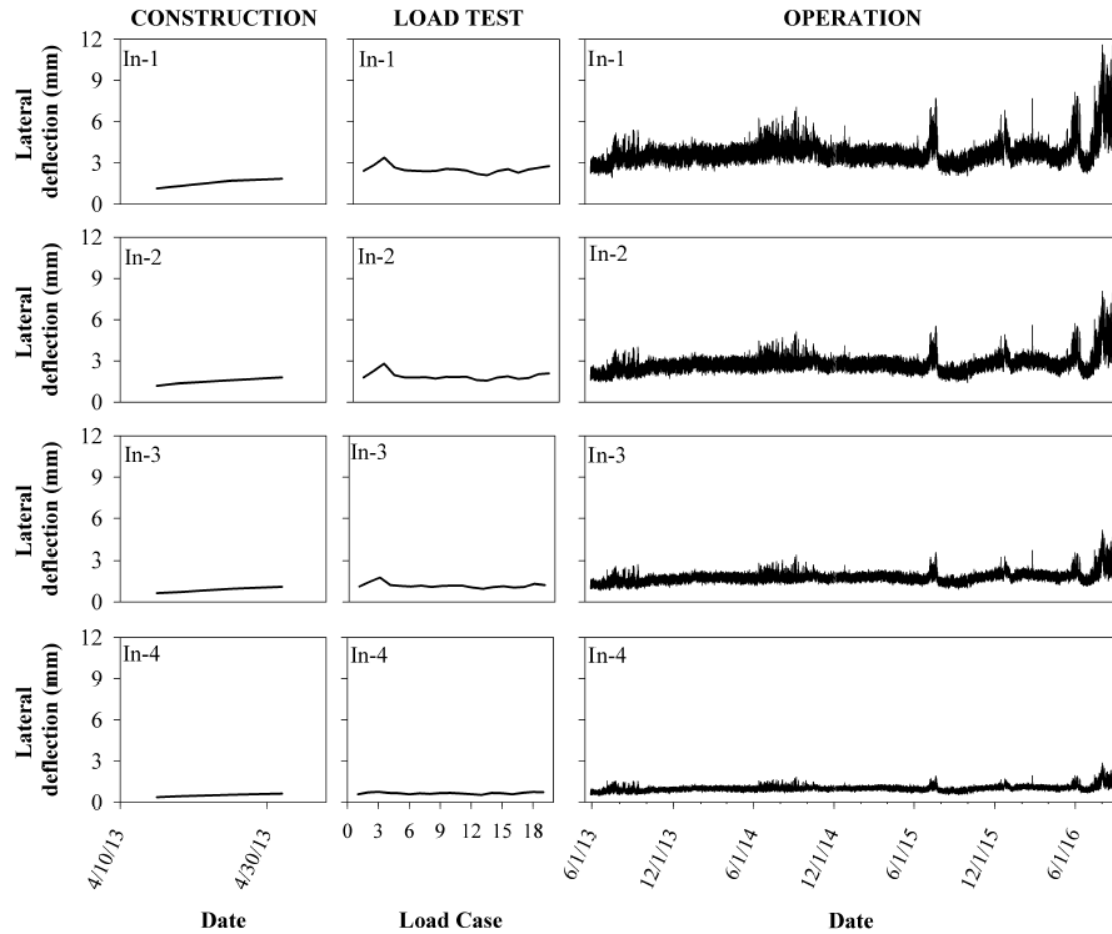 CONSTRUCTION LOAD TEST OPERATION
Lateral deflection (mm)
12
9
6
3
0
In-1 In-1 In-1
Lateral deflection (mm)
12
9
6
3
0
In-2 In-2 In-2
Lateral deflection (mm)
12
9
6
3
0
In-3 In-3 In-3
Lateral deflection (mm)
12
9
6
3
0
In-4 In-4 In-4
4/10/13 4/30/13
0 3 6 9 12 15 18
6/1/13 12/1/13 6/1/14 12/1/14 6/1/15 12/1/15 6/1/16
Date Load Case Date